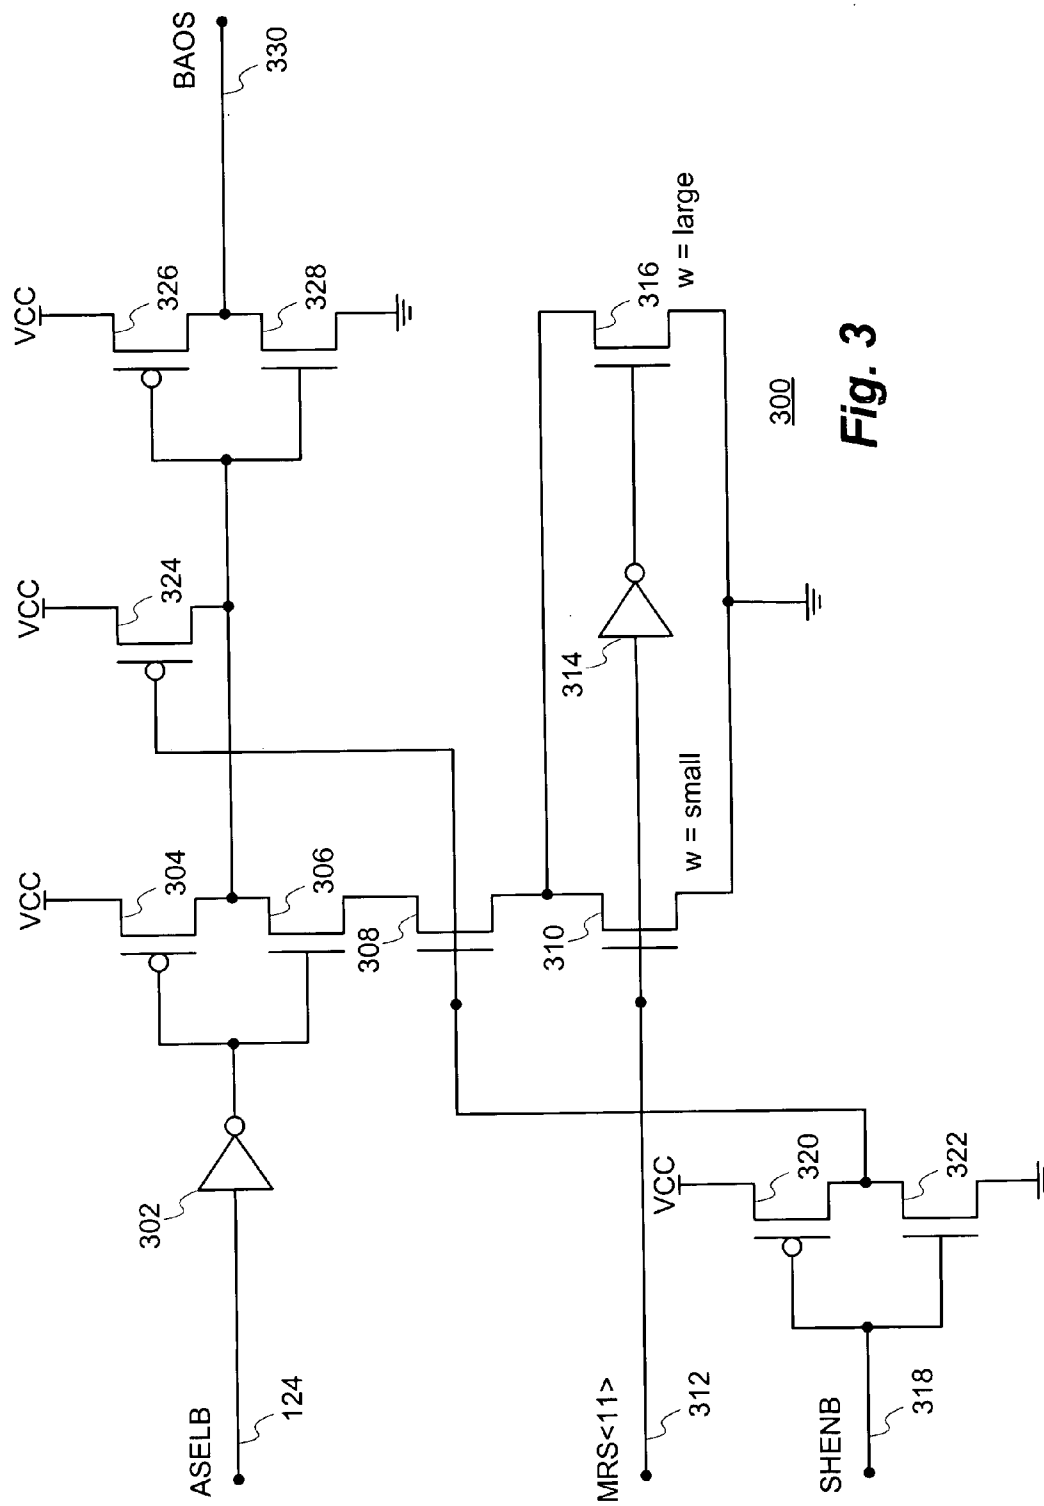 ASELB
124
302
VCC
304
306
308
310
w = small
MRS<11>
312
314
316
w = large
SHENB
318
VCC
320
322
VCC
324
VCC
326
328
BAOS
330
300
Fig. 3